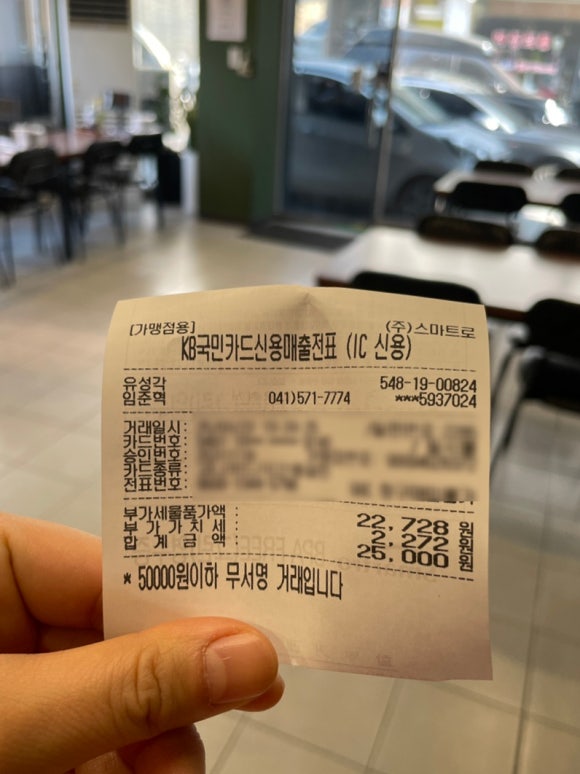 [가맹점용] (주)스마트로
KB국민카드신용매출전표 (IC 신용)
유성각 548-19-00824
임준혁 041)571-7774 ***5937024
거래일시:
카드번호:
승인번호:
카드종류:
전표번호:
부가세물품가액 : 22,728 원
부 가 가 치 세 : 2,272 원
합 계 금 액 : 25,000 원
* 50000원이하 무서명 거래입니다